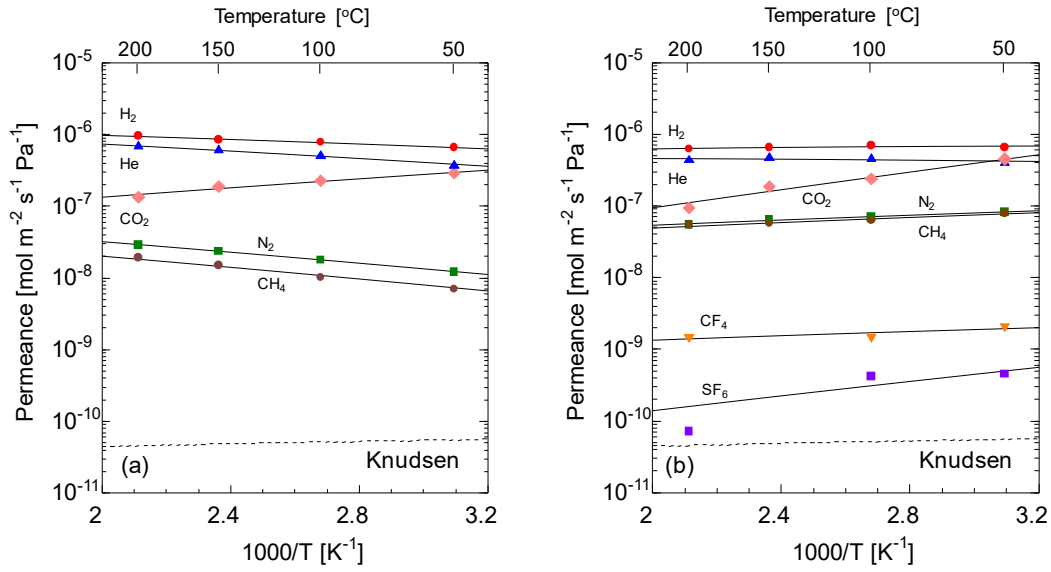 Temperature [°C]
200 150 100 50
10⁻⁵
10⁻⁶
10⁻⁷
10⁻⁸
10⁻⁹
10⁻¹⁰
10⁻¹¹
Permeance [mol m⁻² s⁻¹ Pa⁻¹]
H₂
He
CO₂
N₂
CH₄
(a)
Knudsen
2 2.4 2.8 3.2
1000/T [K⁻¹]
Temperature [°C]
200 150 100 50
10⁻⁵
10⁻⁶
10⁻⁷
10⁻⁸
10⁻⁹
10⁻¹⁰
10⁻¹¹
Permeance [mol m⁻² s⁻¹ Pa⁻¹]
H₂
He
CO₂
N₂
CH₄
CF₄
SF₆
(b)
Knudsen
2 2.4 2.8 3.2
1000/T [K⁻¹]